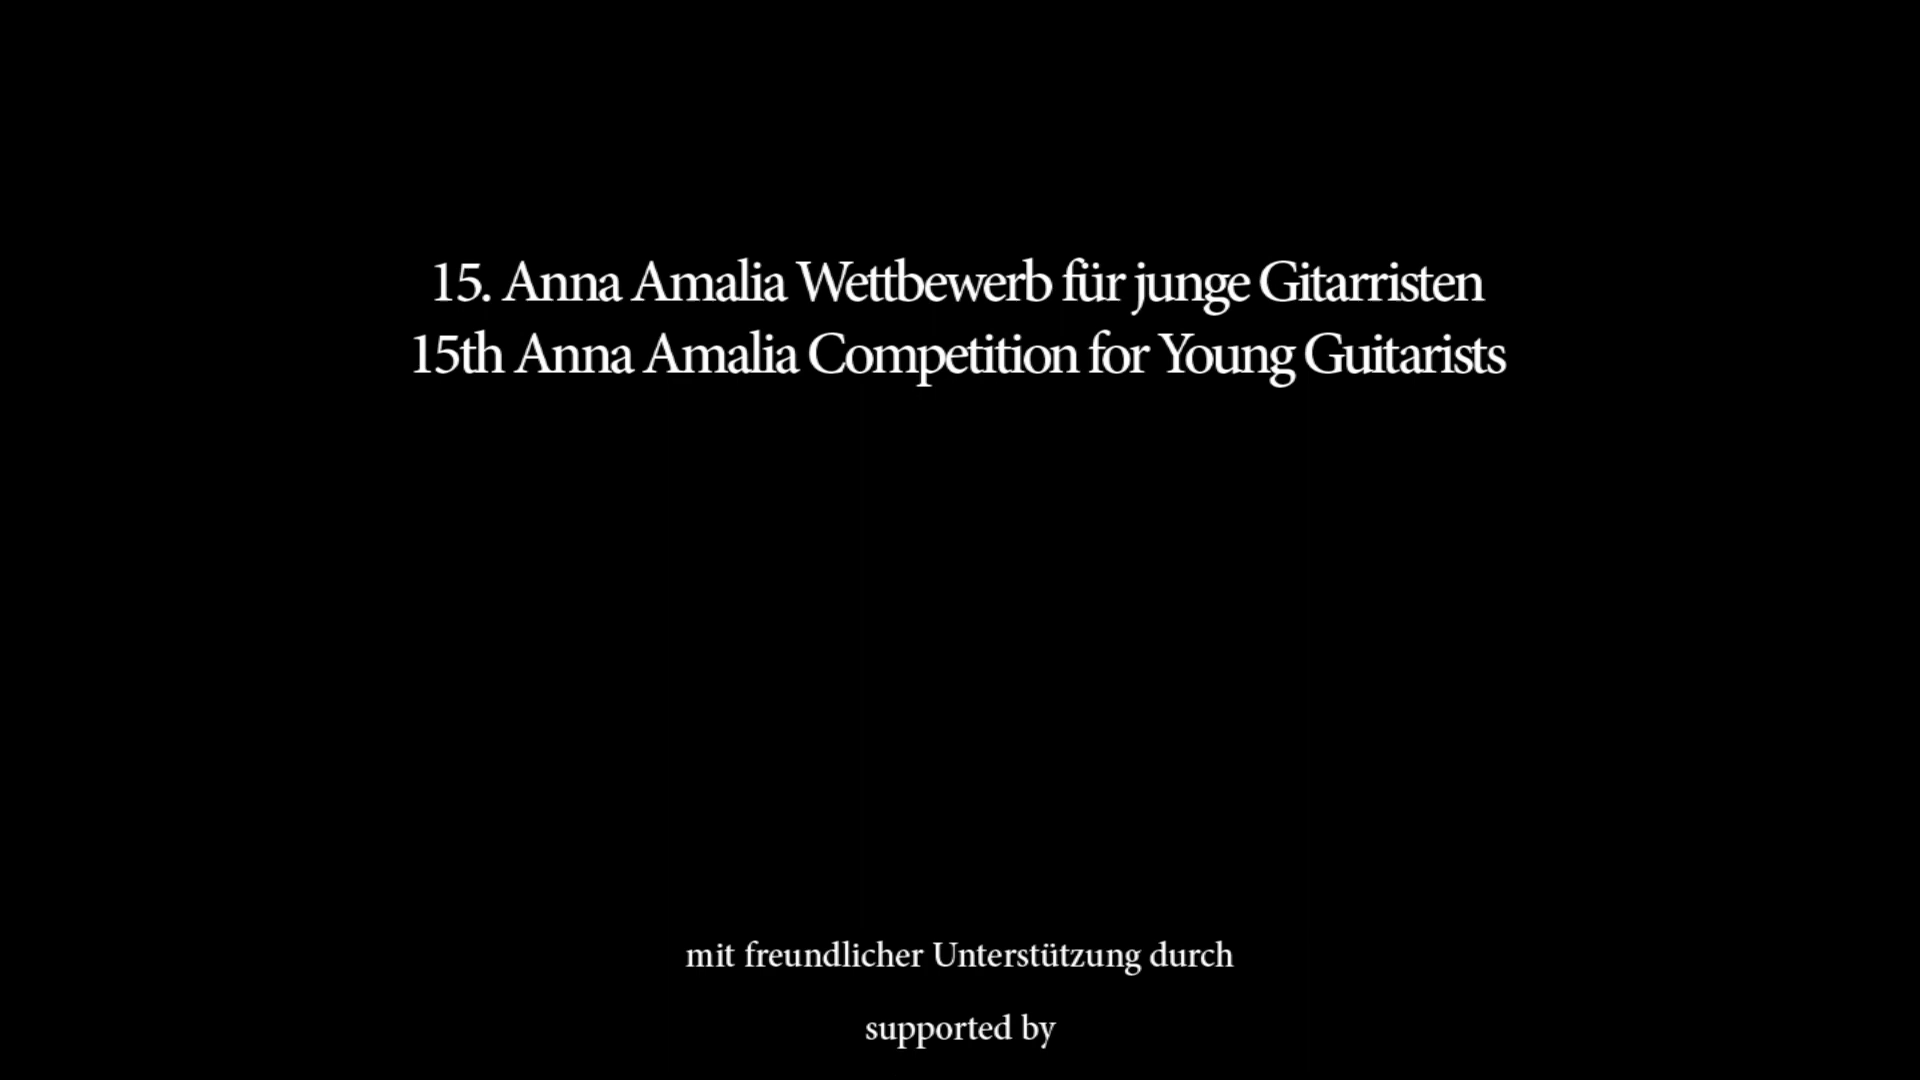 15. Anna Amalia Wettbewerb für junge Gitarristen
15th Anna Amalia Competition for Young Guitarists
mit freundlicher Unterstützung durch
supported by